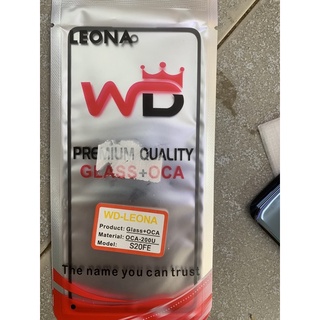 LEONA
WD
PREMIUM QUALITY
GLASS+OCA
WD-LEONA
Product: Glass+OCA
Material: OCA-200U
Model: S20FE
The name you can trust